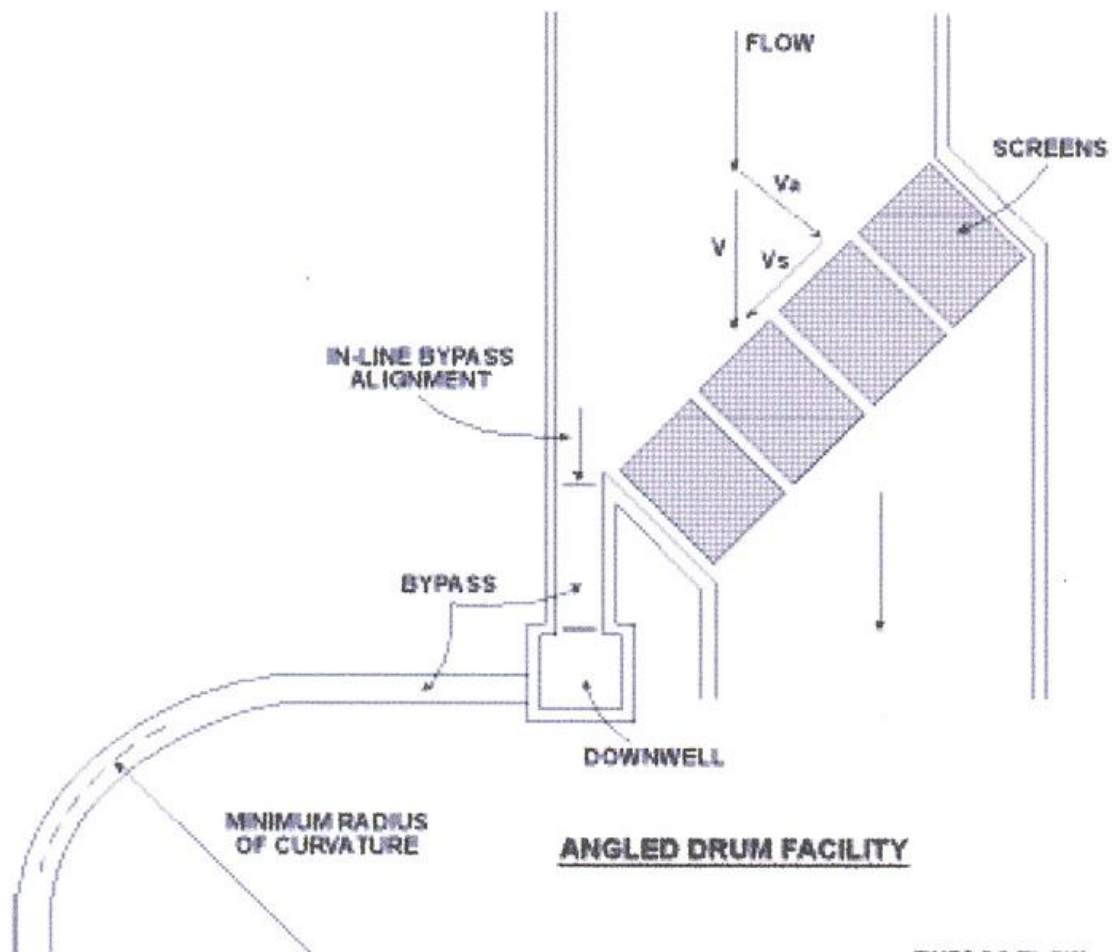 FLOW
SCREENS
Va
V
Vs
IN-LINE BYPASS
ALIGNMENT
BYPASS
DOWNWELL
MINIMUM RADIUS
OF CURVATURE
ANGLED DRUM FACILITY